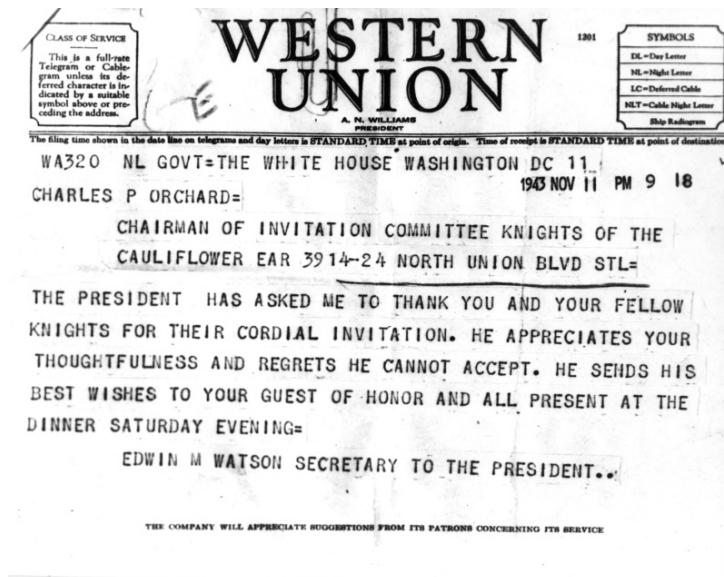 CLASS OF SERVICE
This is a full-rate
Telegram or Cable-
gram unless its de-
ferred character is in-
dicated by a suitable
symbol above or pre-
ceding the address.
WESTERN
UNION
A. N. WILLIAMS
PRESIDENT
1201
SYMBOLS
DL=Day Letter
NL=Night Letter
LC=Deferred Cable
NLT=Cable Night Letter
Ship Radiogram
The filing time shown in the date line on telegrams and day letters is STANDARD TIME at point of origin. Time of receipt is STANDARD TIME at point of destination
WA320 NL GOVT=THE WHITE HOUSE WASHINGTON DC 11
1943 NOV 11 PM 9 18
CHARLES P ORCHARD=
CHAIRMAN OF INVITATION COMMITTEE KNIGHTS OF THE
CAULIFLOWER EAR 3914-24 NORTH UNION BLVD STL=
THE PRESIDENT HAS ASKED ME TO THANK YOU AND YOUR FELLOW
KNIGHTS FOR THEIR CORDIAL INVITATION. HE APPRECIATES YOUR
THOUGHTFULNESS AND REGRETS HE CANNOT ACCEPT. HE SENDS HIS
BEST WISHES TO YOUR GUEST OF HONOR AND ALL PRESENT AT THE
DINNER SATURDAY EVENING=
EDWIN M WATSON SECRETARY TO THE PRESIDENT..
THE COMPANY WILL APPRECIATE SUGGESTIONS FROM ITS PATRONS CONCERNING ITS SERVICE